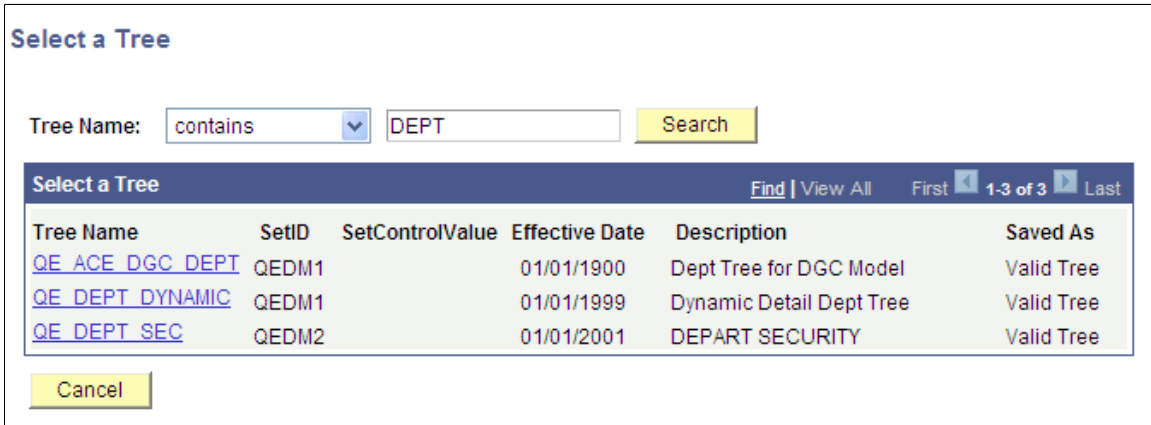 Select a Tree
Tree Name: contains DEPT Search
Select a Tree Find | View All First 1-3 of 3 Last
Tree Name SetID SetControlValue Effective Date Description Saved As
QE_ACE_DGC_DEPT QEDM1 01/01/1900 Dept Tree for DGC Model Valid Tree
QE_DEPT_DYNAMIC QEDM1 01/01/1999 Dynamic Detail Dept Tree Valid Tree
QE_DEPT_SEC QEDM2 01/01/2001 DEPART SECURITY Valid Tree
Cancel